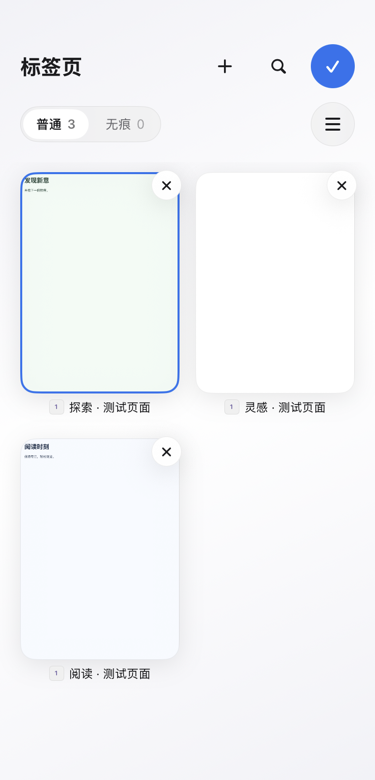 标签页
普通 3
无痕 0
发现新意
1 探索 · 测试页面
1 灵感 · 测试页面
阅读时刻
1 阅读 · 测试页面